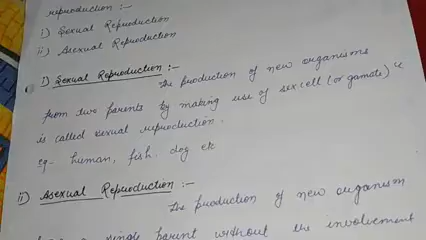 reproduction :-
i) Sexual Reproduction
ii) Asexual Reproduction
i) Sexual Reproduction :-
The production of new organisms
from two parents by making use of sex cell (or gamate)
is called sexual reproduction.
eg - human, fish, dog etc
ii) Asexual Reproduction :-
The production of new organism
single parent without the involvement